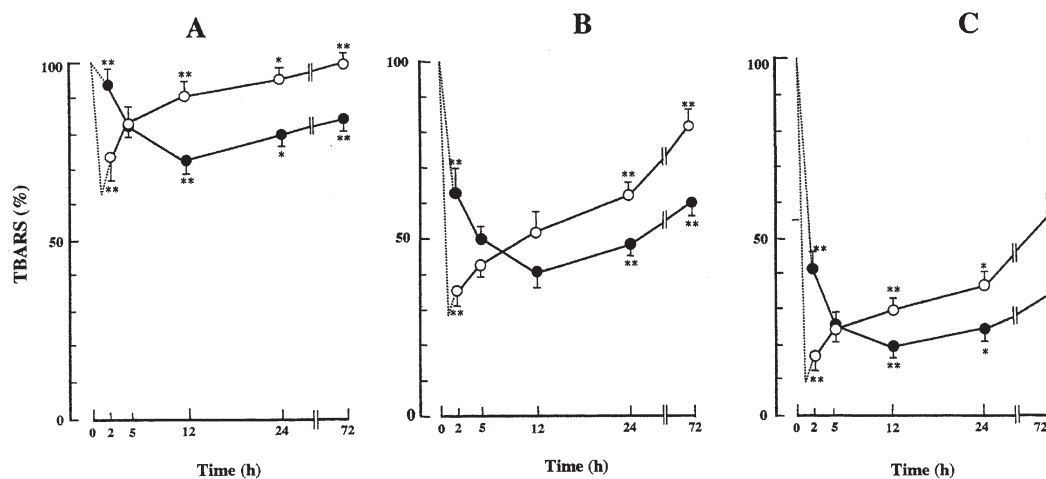 A
B
C
TBARS (%)
100
50
0
** ** * **
** ** * **
0 2 5 12 24 72
Time (h)
100
50
0
** ** **
** ** **
0 2 5 12 24 72
Time (h)
100
50
0
** ** *
** ** *
0 2 5 12 24 72
Time (h)